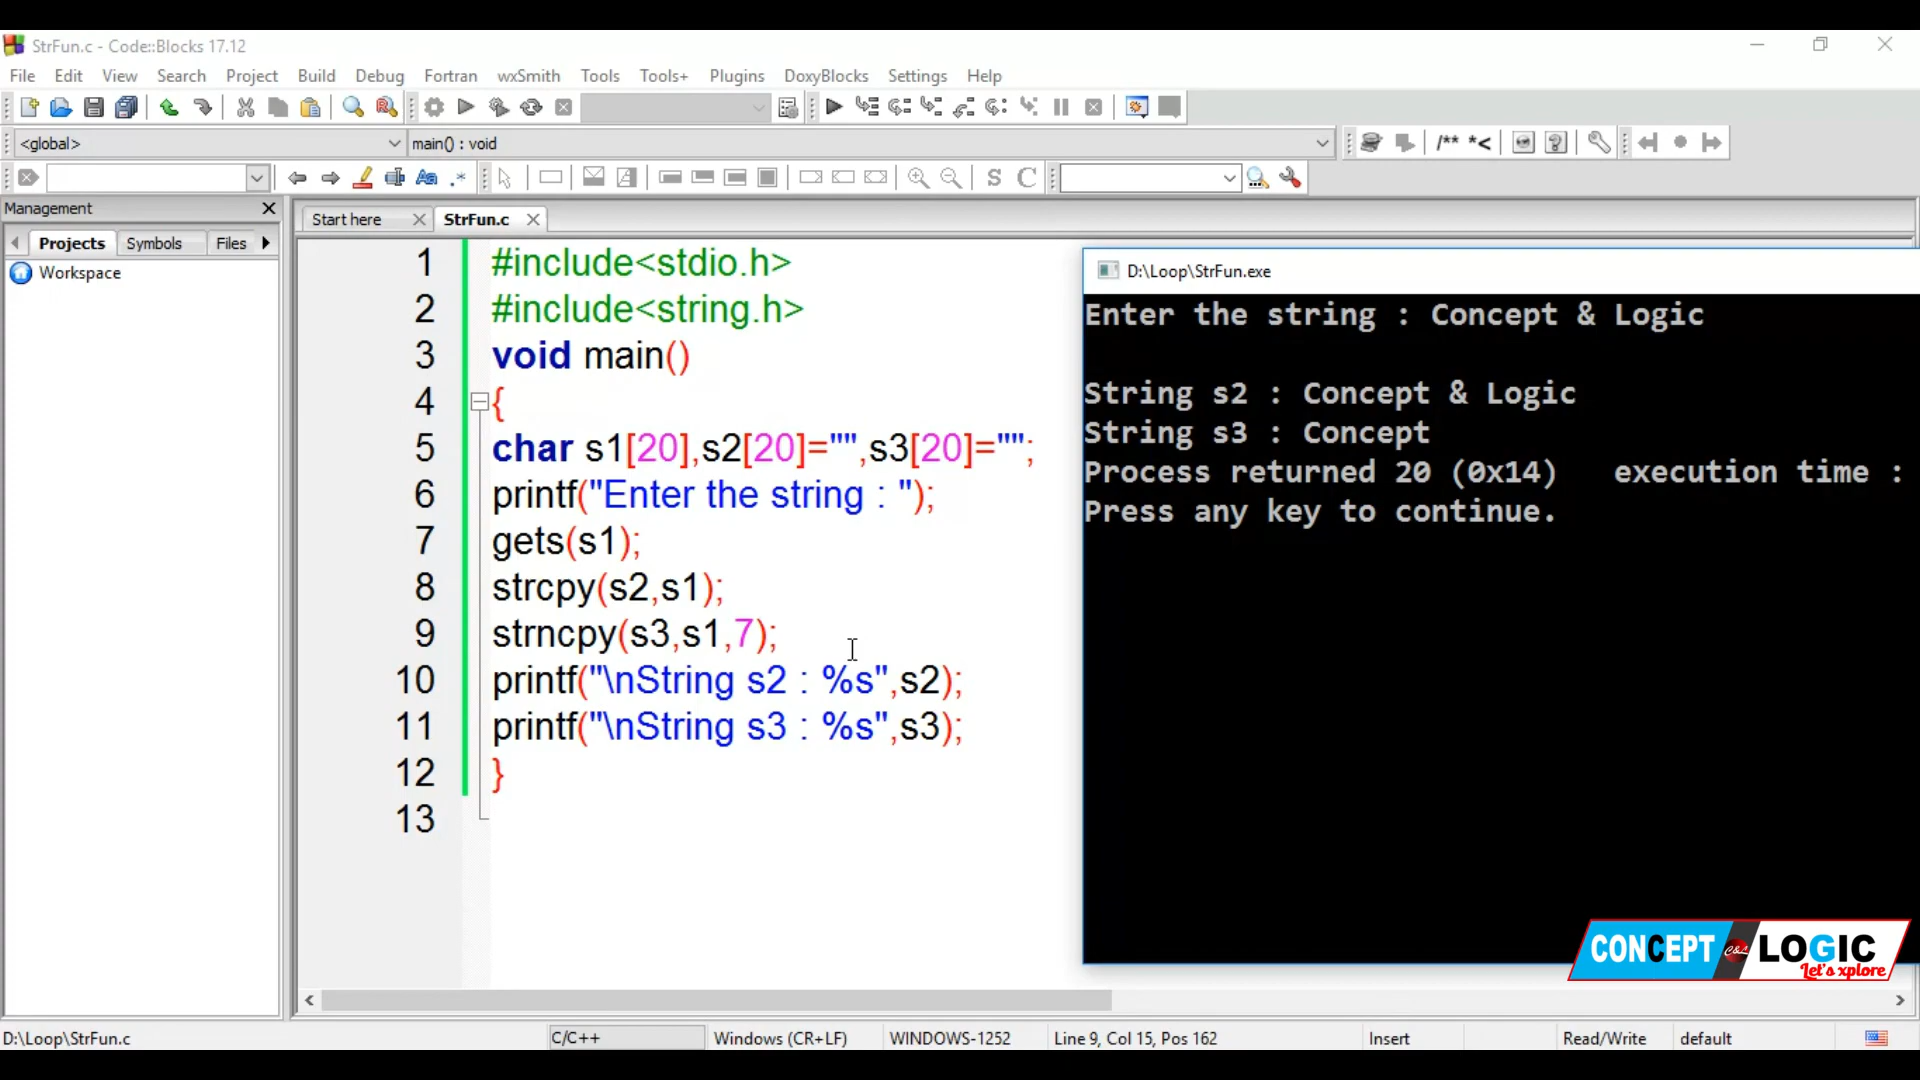 StrFun.c - Code::Blocks 17.12
File Edit View Search Project Build Debug Fortran wxSmith Tools Tools+ Plugins DoxyBlocks Settings Help
<global> main() : void
/** *<
S C
Management
Projects Symbols Files
Workspace
Start here StrFun.c
1 #include<stdio.h>
2 #include<string.h>
3 void main()
4 {
5 char s1[20],s2[20]="",s3[20]="";
6 printf("Enter the string : ");
7 gets(s1);
8 strcpy(s2,s1);
9 strncpy(s3,s1,7);
10 printf("\nString s2 : %s",s2);
11 printf("\nString s3 : %s",s3);
12 }
13
D:\Loop\StrFun.exe
Enter the string : Concept & Logic
String s2 : Concept & Logic
String s3 : Concept
Process returned 20 (0x14) execution time :
Press any key to continue.
CONCEPT C&L LOGIC
Let's xplore
D:\Loop\StrFun.c C/C++ Windows (CR+LF) WINDOWS-1252 Line 9, Col 15, Pos 162 Insert Read/Write default